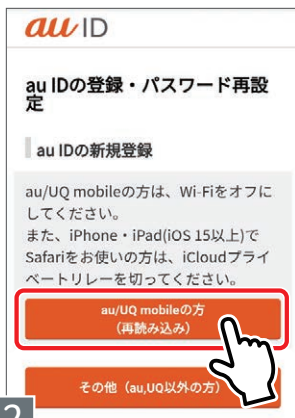 au ID
au IDの登録・パスワード再設
定
au IDの新規登録
au/UQ mobileの方は、Wi-Fiをオフに
してください。
また、iPhone・iPad(iOS 15以上)で
Safariをお使いの方は、iCloudプライ
ベートリレーを切ってください。
au/UQ mobileの方
（再読み込み）
その他（au,UQ以外の方）
2